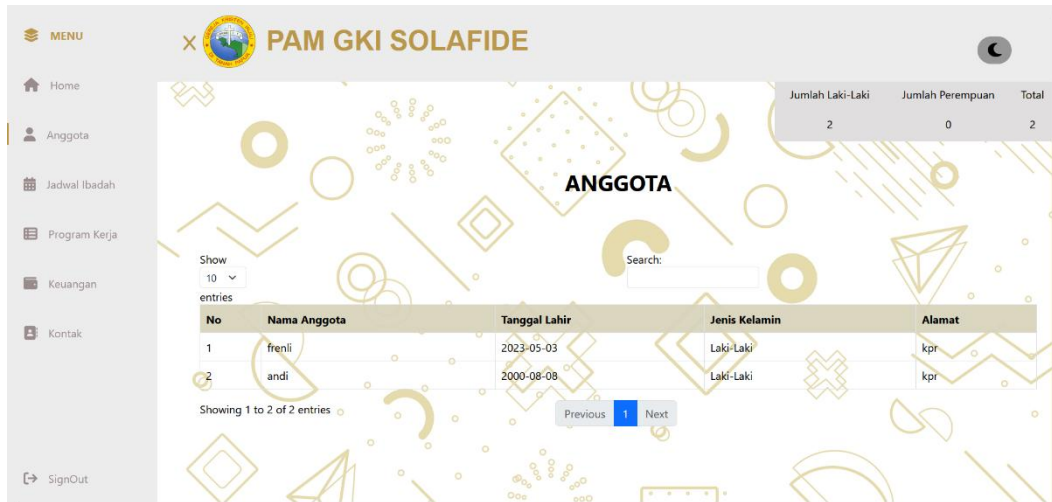 MENU
Home
Anggota
Jadwal Ibadah
Program Kerja
Keuangan
Kontak
SignOut
PAM GKI SOLAFIDE
Jumlah Laki-Laki Jumlah Perempuan Total
2 0 2
ANGGOTA
Show
10
entries
Search:
No Nama Anggota Tanggal Lahir Jenis Kelamin Alamat
1 frenli 2023-05-03 Laki-Laki kpr
2 andi 2000-08-08 Laki-Laki kpr
Showing 1 to 2 of 2 entries
Previous 1 Next